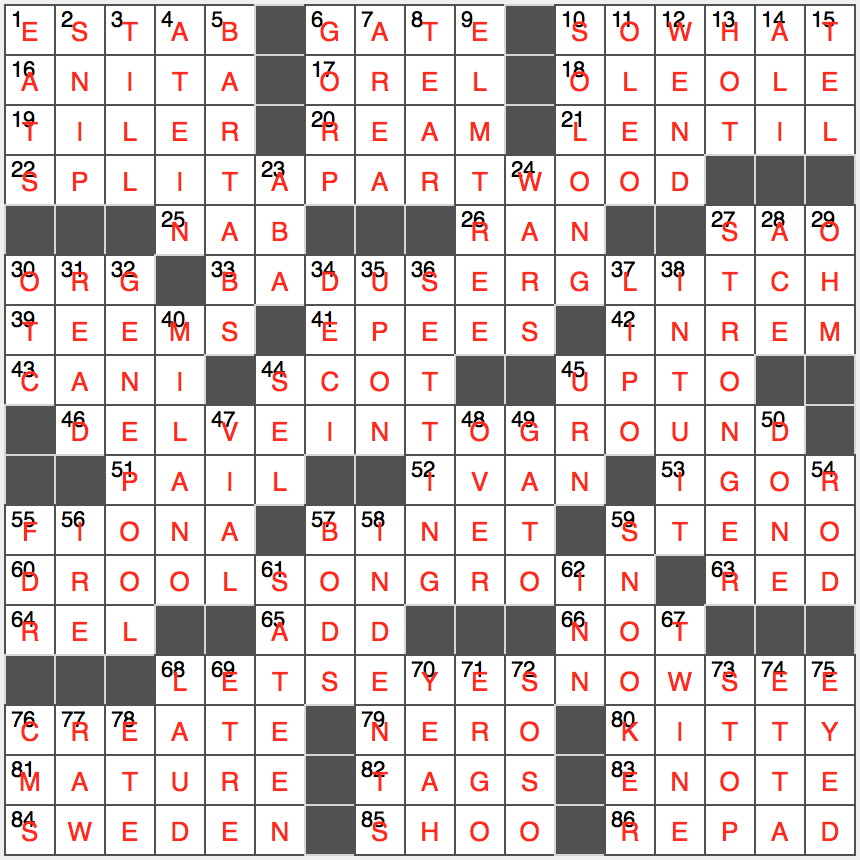 1 2 3 4 5 6 7 8 9 10 11 12 13 14 15
E S T A B G A T E S O W H A T
16 17 18
A N I T A O R E L O L E O L E
19 20 21
T I L E R R E A M L E N T I L
22 23 24
S P L I T A P A R T W O O D
25 26 27 28 29
N A B R A N S A O
30 31 32 33 34 35 36 37 38
O R G B A D U S E R G L I T C H
39 40 41 42
T E E M S E P E E S I N R E M
43 44 45
C A N I S C O T U P T O
46 47 48 49 50
D E L V E I N T O G R O U N D
51 52 53 54
P A I L I V A N I G O R
55 56 57 58 59
F I O N A B I N E T S T E N O
60 61 62 63
D R O O L S O N G R O I N R E D
64 65 66 67
R E L A D D N O T
68 69 70 71 72 73 74 75
L E T S E Y E S N O W S E E
76 77 78 79 80
C R E A T E N E R O K I T T Y
81 82 83
M A T U R E T A G S E N O T E
84 85 86
S W E D E N S H O O R E P A D